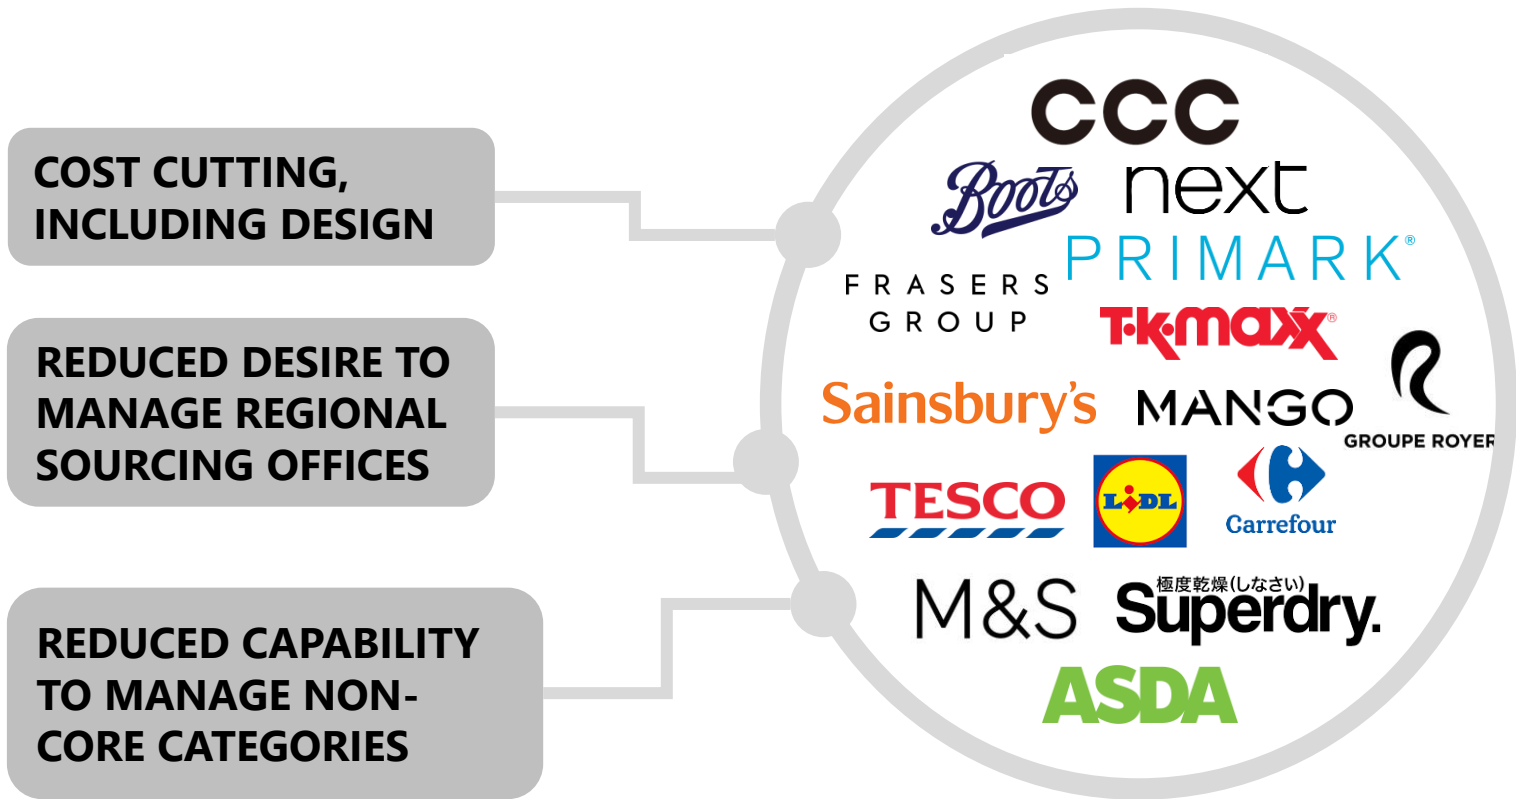 COST CUTTING,
INCLUDING DESIGN
REDUCED DESIRE TO
MANAGE REGIONAL
SOURCING OFFICES
REDUCED CAPABILITY
TO MANAGE NON-
CORE CATEGORIES
CCC
Boots
next
PRIMARK®
FRASERS
GROUP
T·K·maxx®
Sainsbury's
MANGO
GROUPE ROYER
TESCO
LiDL
Carrefour
M&S
極度乾燥(しなさい)
Superdry.
ASDA